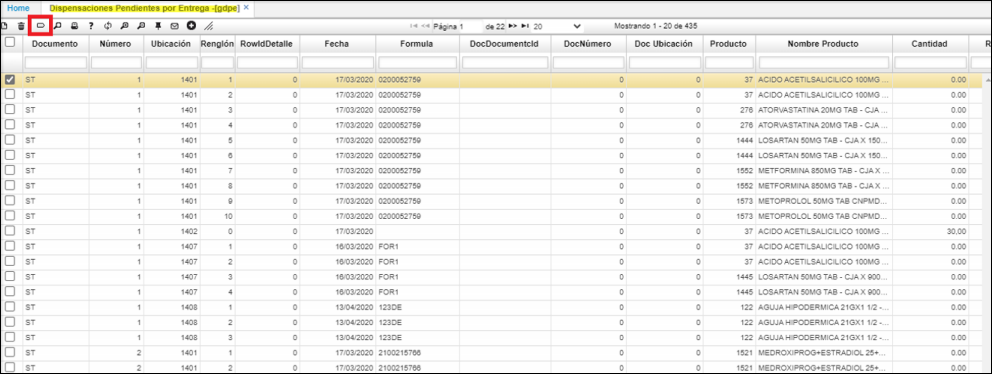 Home Dispensaciones Pendientes por Entrega -[gdpe] ×
Página 1 de 22 20 Mostrando 1 - 20 de 435
Documento Número Ubicación Renglón RowIdDetalle Fecha Formula DocDocumentcId DocNúmero Doc Ubicación Producto Nombre Producto Cantidad R
ST 1 1401 1 0 17/03/2020 0200052759 0 0 37 ACIDO ACETILSALICILICO 100MG ... 0.00
ST 1 1401 2 0 17/03/2020 0200052759 0 0 37 ACIDO ACETILSALICILICO 100MG ... 0.00
ST 1 1401 3 0 17/03/2020 0200052759 0 0 276 ATORVASTATINA 20MG TAB - CJA ... 0.00
ST 1 1401 4 0 17/03/2020 0200052759 0 0 276 ATORVASTATINA 20MG TAB - CJA ... 0.00
ST 1 1401 5 0 17/03/2020 0200052759 0 0 1444 LOSARTAN 50MG TAB - CJA X 150... 0.00
ST 1 1401 6 0 17/03/2020 0200052759 0 0 1444 LOSARTAN 50MG TAB - CJA X 150... 0.00
ST 1 1401 7 0 17/03/2020 0200052759 0 0 1552 METFORMINA 850MG TAB - CJA X ... 0.00
ST 1 1401 8 0 17/03/2020 0200052759 0 0 1552 METFORMINA 850MG TAB - CJA X ... 0.00
ST 1 1401 9 0 17/03/2020 0200052759 0 0 1573 METOPROLOL 50MG TAB CNPMD... 0.00
ST 1 1401 10 0 17/03/2020 0200052759 0 0 1573 METOPROLOL 50MG TAB CNPMD... 0.00
ST 1 1402 0 0 17/03/2020 0 0 37 ACIDO ACETILSALICILICO 100MG ... 30,00
ST 1 1407 1 0 16/03/2020 FOR1 0 0 37 ACIDO ACETILSALICILICO 100MG ... 0.00
ST 1 1407 2 0 16/03/2020 FOR1 0 0 37 ACIDO ACETILSALICILICO 100MG ... 0.00
ST 1 1407 3 0 16/03/2020 FOR1 0 0 1445 LOSARTAN 50MG TAB - CJA X 900... 0.00
ST 1 1407 4 0 16/03/2020 FOR1 0 0 1445 LOSARTAN 50MG TAB - CJA X 900... 0.00
ST 1 1408 1 0 13/04/2020 123DE 0 0 122 AGUJA HIPODERMICA 21GX1 1/2 -... 0.00
ST 1 1408 2 0 13/04/2020 123DE 0 0 122 AGUJA HIPODERMICA 21GX1 1/2 -... 0.00
ST 1 1408 3 0 13/04/2020 123DE 0 0 122 AGUJA HIPODERMICA 21GX1 1/2 -... 0.00
ST 2 1401 1 0 17/03/2020 2100215766 0 0 1521 MEDROXIPROG+ESTRADIOL 25+... 0.00
ST 2 1401 2 0 17/03/2020 2100215766 0 0 1521 MEDROXIPROG+ESTRADIOL 25+... 0.00